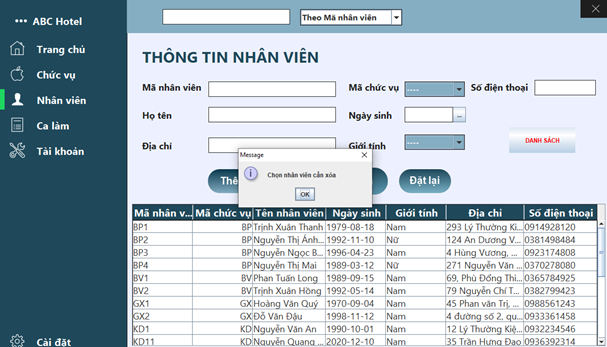 ABC Hotel
Theo Mã nhân viên
Trang chủ
Chức vụ
Nhân viên
Ca làm
Tài khoản
Cài đặt
THÔNG TIN NHÂN VIÊN
Mã nhân viên Mã chức vụ ---- Số điện thoại
Họ tên Ngày sinh ...
Địa chỉ Giới tính ---- DANH SÁCH
Message
Chọn nhân viên cần xóa
OK
Thê Đặt lại
Mã nhân v... Mã chức vụ Tên nhân viên Ngày sinh Giới tính Địa chỉ Số điện thoại
BP1 BP Trịnh Xuân Thanh 1979-08-18 Nam 293 Lý Thường Ki... 0914928120
BP2 BP Nguyễn Thị Ánh... 1992-11-10 Nữ 124 An Dương V... 0381498484
BP3 BP Nguyễn Ngọc B... 1996-04-23 Nam 4 Hùng Vương, ... 0923174808
BP4 BP Nguyễn Thị Mai 1989-03-12 Nữ 271 Nguyễn Văn ... 0370278080
BV1 BV Phan Tuấn Long 1989-09-15 Nam 69, Phù Đổng Thi... 0365784925
BV2 BV Trịnh Xuân Hồng 1992-05-14 Nam 79 Nguyễn Chí T... 0382799423
GX1 GX Hoàng Văn Quý 1970-09-04 Nam 45 Phan văn Trị, ... 0988561243
GX2 GX Đỗ Văn Đậu 1998-11-12 Nam 4 đường số 2, qu... 0933361458
KD1 KD Nguyễn Văn An 1990-10-01 Nam 12 Lý Thường Kiệ... 0932234546
KD11 KD Nguyễn Quang ... 2020-12-10 Nam 35 Trần Hưng Đạo 0936392315